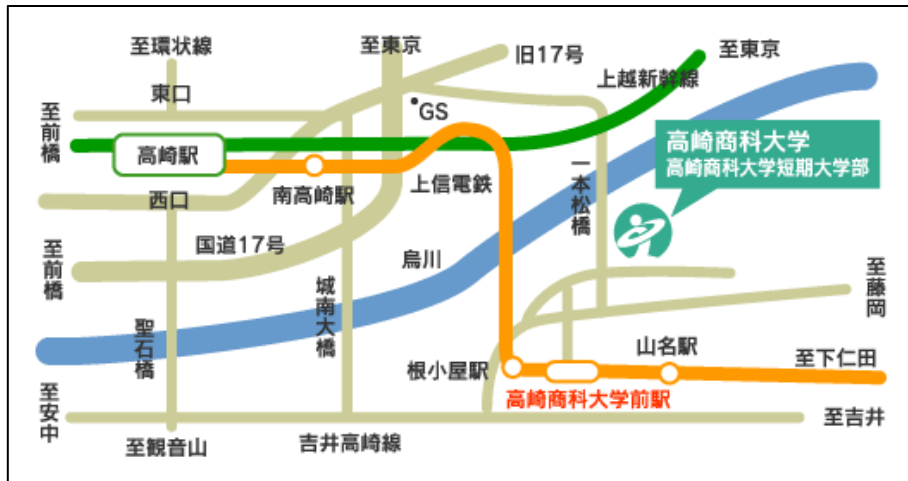 至環状線
至東京
旧17号
至東京
上越新幹線
東口
至前橋
GS
高崎商科大学
高崎商科大学短期大学部
高崎駅
南高崎駅
上信電鉄
一本松橋
西口
国道17号
至前橋
烏川
城南大橋
至藤岡
聖石橋
根小屋駅
山名駅
至下仁田
高崎商科大学前駅
至安中
至観音山
吉井高崎線
至吉井